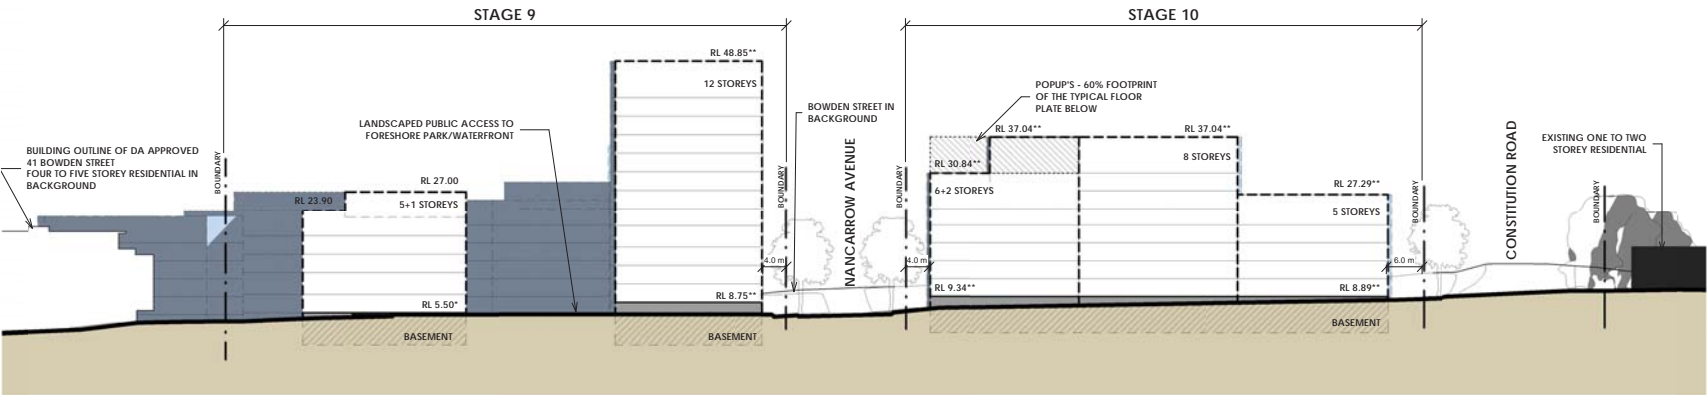 STAGE 9
STAGE 10
BUILDING OUTLINE OF DA APPROVED
41 BOWDEN STREET
FOUR TO FIVE STOREY RESIDENTIAL IN
BACKGROUND
BOUNDARY
RL 23.90
RL 27.00
5+1 STOREYS
RL 5.50*
BASEMENT
LANDSCAPED PUBLIC ACCESS TO
FORESHORE PARK/WATERFRONT
RL 48.85**
12 STOREYS
RL 8.75**
BASEMENT
4.0 m
BOUNDARY
BOWDEN STREET IN
BACKGROUND
NANCARROW AVENUE
BOUNDARY
4.0 m
POPUP'S - 60% FOOTPRINT
OF THE TYPICAL FLOOR
PLATE BELOW
RL 37.04**
RL 30.84**
6+2 STOREYS
RL 9.34**
RL 37.04**
8 STOREYS
RL 27.29**
5 STOREYS
RL 8.89**
BASEMENT
6.0 m
BOUNDARY
CONSTITUTION ROAD
EXISTING ONE TO TWO
STOREY RESIDENTIAL
BOUNDARY